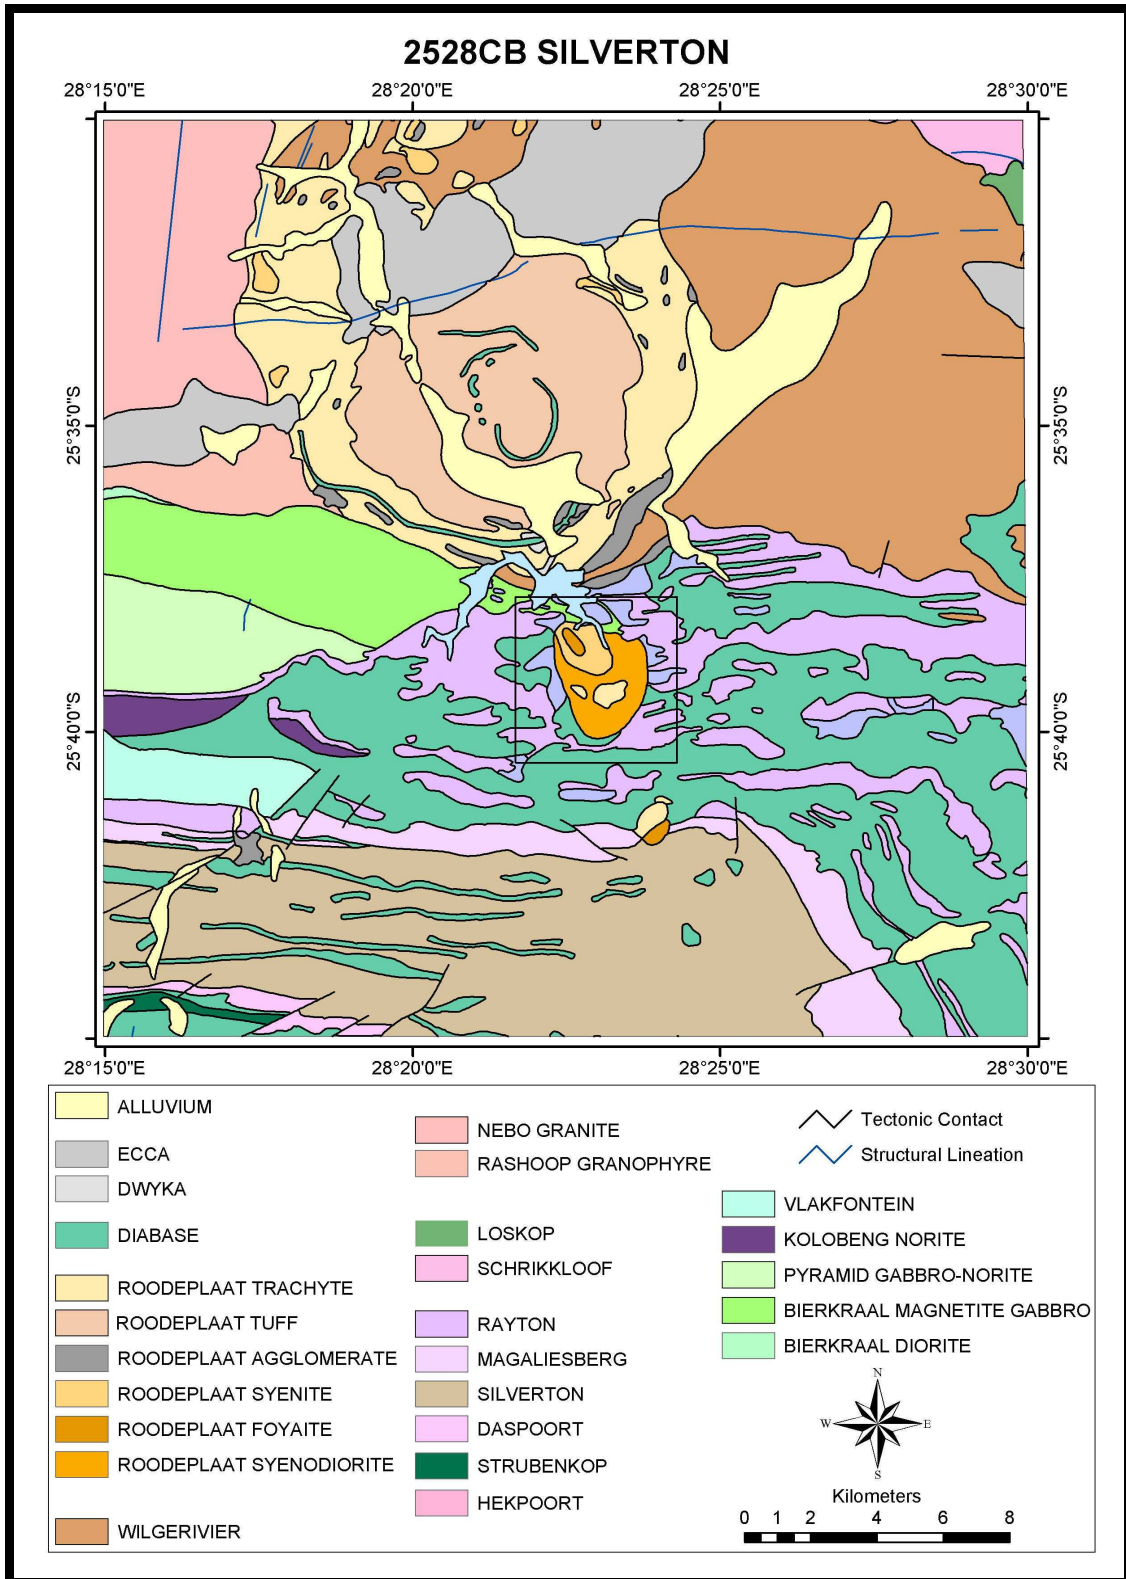 2528CB SILVERTON
28°15'0"E
28°20'0"E
28°25'0"E
28°30'0"E
25°35'0"S
25°35'0"S
25°40'0"S
25°40'0"S
28°15'0"E
28°20'0"E
28°25'0"E
28°30'0"E
ALLUVIUM
ECCA
DWYKA
DIABASE
ROODEPLAAT TRACHYTE
ROODEPLAAT TUFF
ROODEPLAAT AGGLOMERATE
ROODEPLAAT SYENITE
ROODEPLAAT FOYAITE
ROODEPLAAT SYENODIORITE
WILGERIVIER
NEBO GRANITE
RASHOOP GRANOPHYRE
LOSKOP
SCHRIKKLOOF
RAYTON
MAGALIESBERG
SILVERTON
DASPOORT
STRUBENKOP
HEKPOORT
Tectonic Contact
Structural Lineation
VLAKFONTEIN
KOLOBENG NORITE
PYRAMID GABBRO-NORITE
BIERKRAAL MAGNETITE GABBRO
BIERKRAAL DIORITE
N
W
E
S
Kilometers
0 1 2 4 6 8